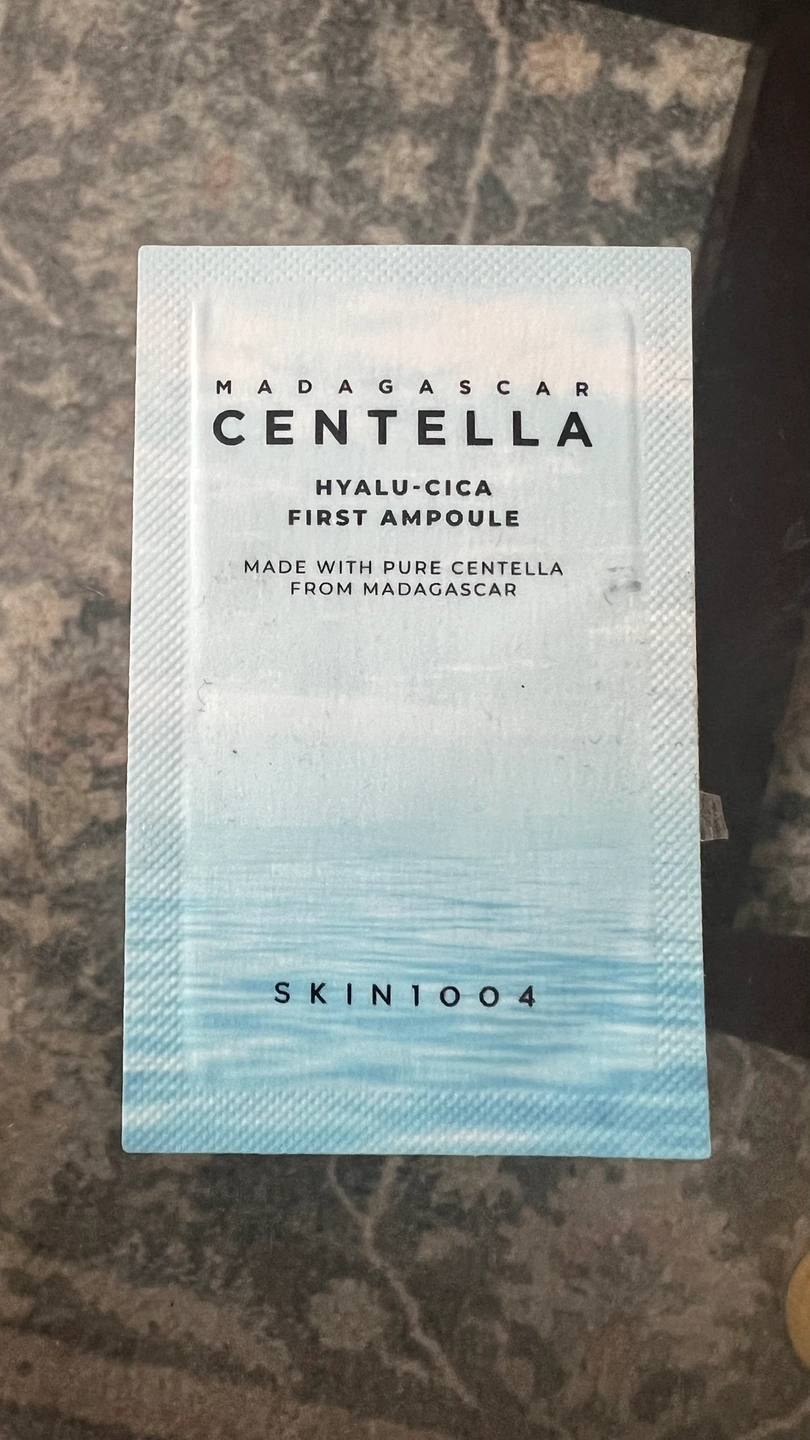 MADAGASCAR
CENTELLA
HYALU-CICA
FIRST AMPOULE
MADE WITH PURE CENTELLA
FROM MADAGASCAR
SKIN1004